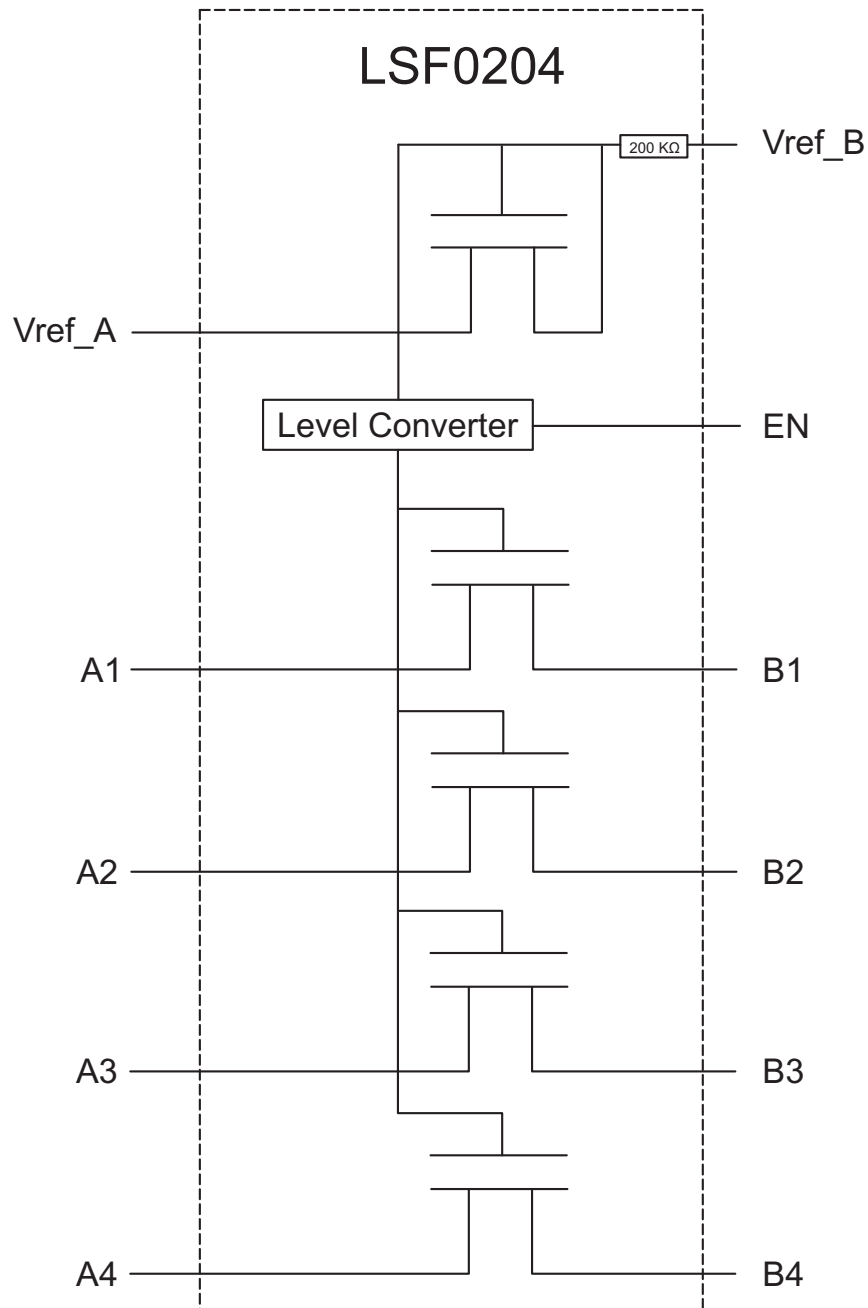 LSF0204
200 KΩ
Vref_B
Vref_A
Level Converter
EN
A1
B1
A2
B2
A3
B3
A4
B4